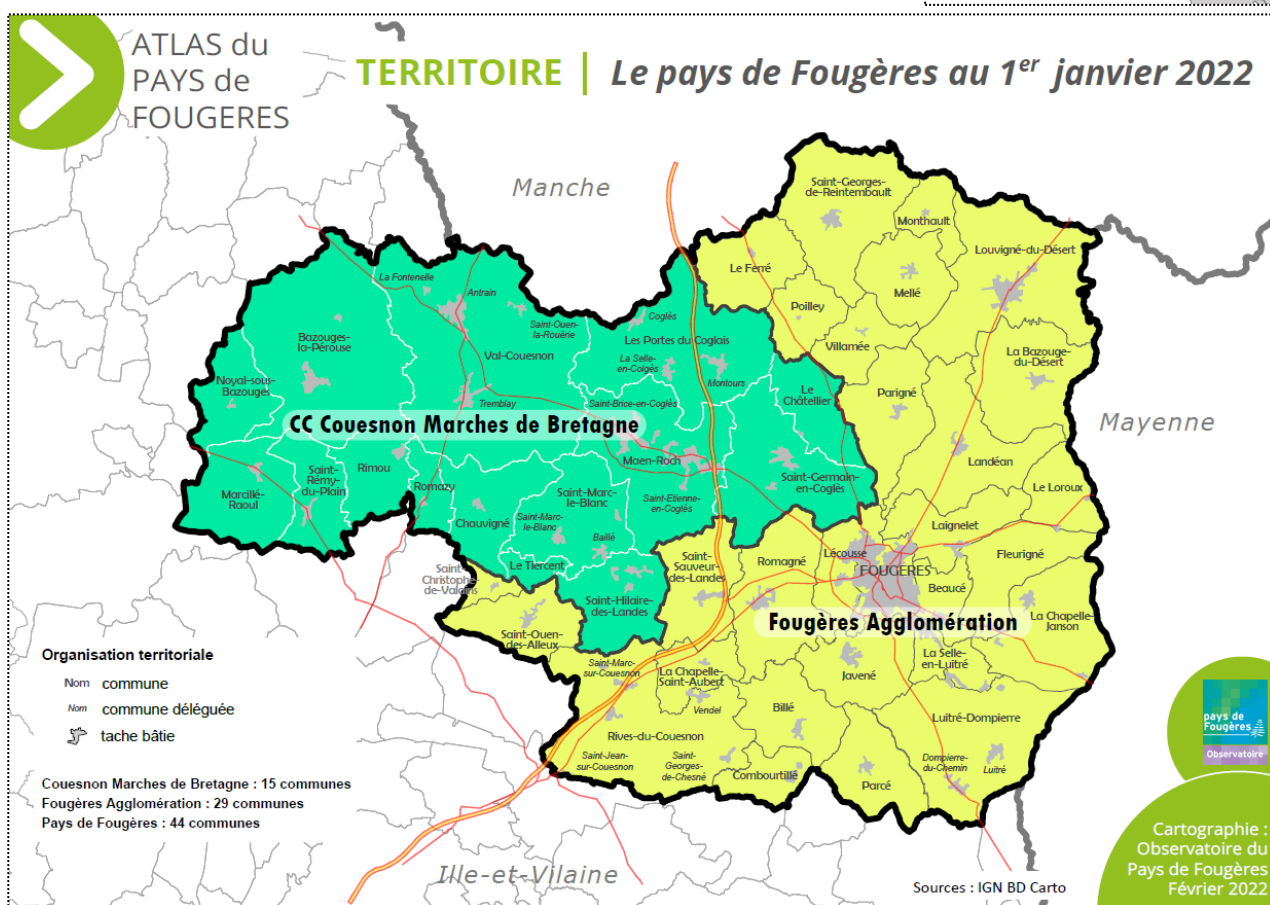 ATLAS du
PAYS de
FOUGERES
TERRITOIRE | Le pays de Fougères au 1er janvier 2022
Manche
Saint-Georges-
de-Reintembault
Monthault
Louvigné-du-Désert
Le Ferré
Mellé
Poilley
Villamée
La Bazouge-
du-Désert
Parigné
Mayenne
Landéan
Le Loroux
Laignelet
Fleurigné
La Fontenelle
Antrain
Saint-Ouen-
la-Rouërie
Coglès
Bazouges-
la-Pérouse
Val-Couesnon
Les Portes du Coglais
La Selle-
en-Colgès
Montours
Noyal-sous-
Bazouges
Tremblay
Saint-Brice-en-Coglès
Le
Châtellier
CC Couesnon Marches de Bretagne
Maen-Roch
Saint-Germain-
en-Coglès
Marcillé-
Raoul
Saint-
Rémy-
du-Plain
Rimou
Romazy
Chauvigné
Saint-Marc-
le-Blanc
Saint-Marc-
le-Blanc
Baillé
Saint-Etienne-
en-Coglès
Le Tiercent
Saint-Hilaire-
des-Landes
Saint-
Christophe-
de-Valains
Saint-Ouen-
des-Alleux
Saint-
Sauveur-
des-Landes
Romagné
Lécousse
FOUGERES
Beaucé
La Chapelle-
Janson
Fougères Agglomération
La Selle-
en-Luitré
Javené
Saint-Marc-
sur-Couesnon
La Chapelle-
Saint-Aubert
Vendel
Billé
Luitré-Dompierre
Rives-du-Couesnon
Saint-Jean-
sur-Couesnon
Saint-
Georges-
de-Chesné
Combourtillé
Parcé
Dompierre-
du-Chemin
Luitré
Ille-et-Vilaine
Organisation territoriale
Nom commune
Nom commune déléguée
tache bâtie
Couesnon Marches de Bretagne : 15 communes
Fougères Agglomération : 29 communes
Pays de Fougères : 44 communes
pays de
Fougères
Observatoire
Cartographie :
Observatoire du
Pays de Fougères
Février 2022
Sources : IGN BD Carto